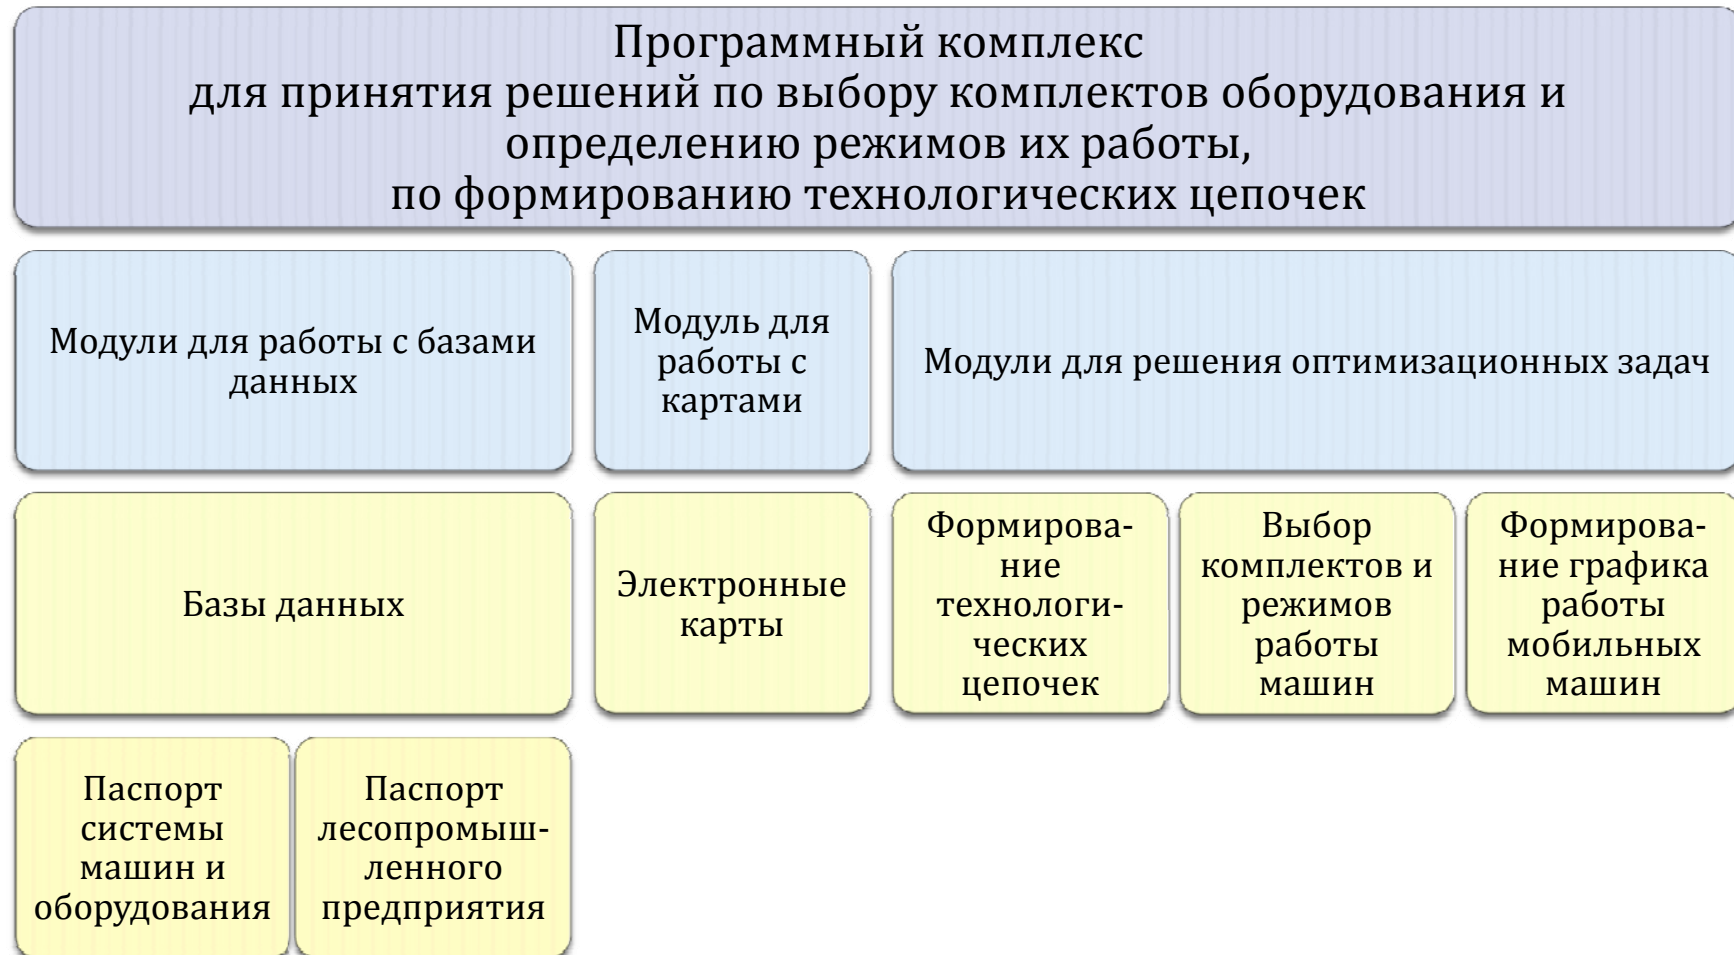 Программный комплекс
для принятия решений по выбору комплектов оборудования и
определению режимов их работы,
по формированию технологических цепочек
Модули для работы с базами
данных
Модуль для
работы с
картами
Модули для решения оптимизационных задач
Базы данных
Электронные
карты
Формирова-
ние
технологи-
ческих
цепочек
Выбор
комплектов и
режимов
работы
машин
Формирова-
ние графика
работы
мобильных
машин
Паспорт
системы
машин и
оборудования
Паспорт
лесопромыш-
ленного
предприятия